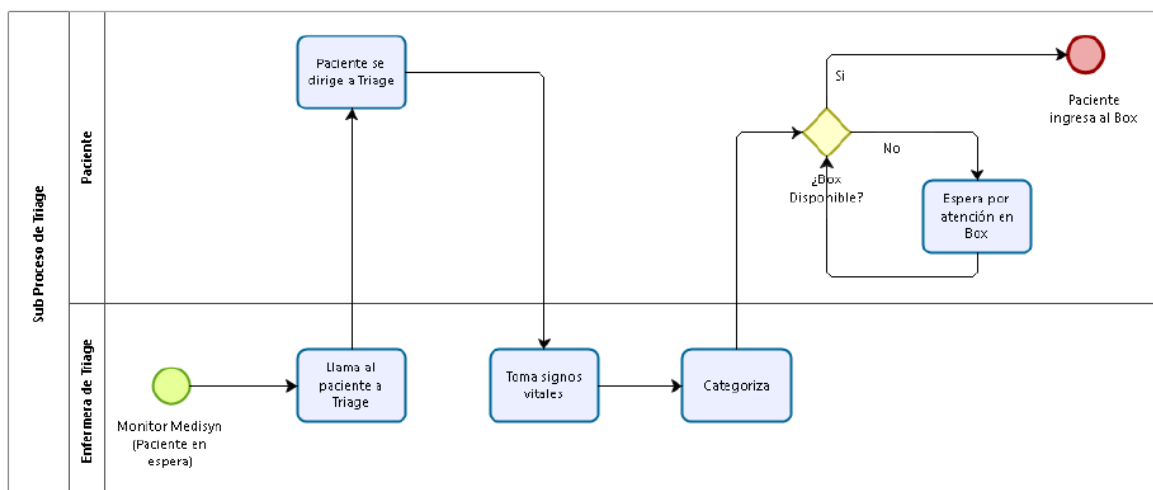 Sub Proceso de Triage
Paciente
Paciente se
dirige a Triage
Si
Paciente
ingresa al Box
No
¿Box
Disponible?
Espera por
atención en
Box
Enfermera de Triage
Monitor Medisyn
(Paciente en
espera)
Llama al
paciente a
Triage
Toma signos
vitales
Categoriza